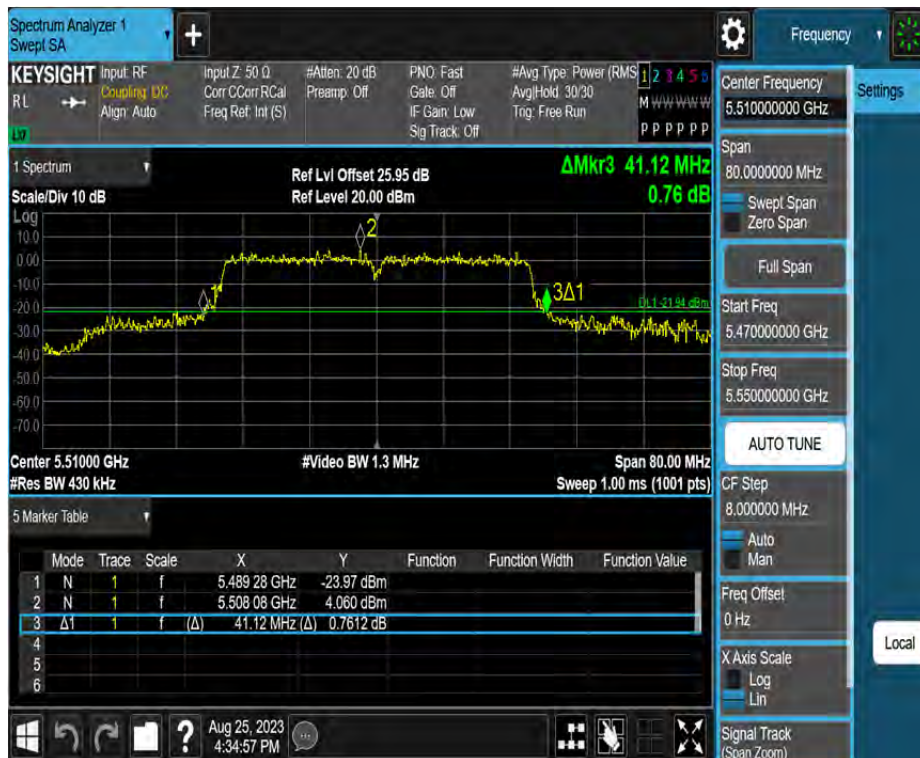 Spectrum Analyzer 1
Swept SA
Frequency
KEYSIGHT Input: RF Input Z: 50 Ω #Atten: 20 dB PNO: Fast #Avg Type: Power (RMS 1 2 3 4 5 6
RL Coupling: DC Corr CCorr RCal Preamp: Off Gate: Off Avg|Hold: 30/30 M W W W W W
Align: Auto Freq Ref: Int (S) IF Gain: Low Trig: Free Run
LXI Sig Track: Off P P P P P P
1 Spectrum
Ref Lvl Offset 25.95 dB ΔMkr3 41.12 MHz
Scale/Div 10 dB Ref Level 20.00 dBm 0.76 dB
Log
10.0
0.00
-10.0
-20.0
-30.0
-40.0
-50.0
-60.0
-70.0
2
1
3Δ1
DL1 -21.94 dBm
Center 5.51000 GHz #Video BW 1.3 MHz Span 80.00 MHz
#Res BW 430 kHz Sweep 1.00 ms (1001 pts)
5 Marker Table
Mode Trace Scale X Y Function Function Width Function Value
1 N 1 f 5.489 28 GHz -23.97 dBm
2 N 1 f 5.508 08 GHz 4.060 dBm
3 Δ1 1 f (Δ) 41.12 MHz (Δ) 0.7612 dB
4
5
6
Aug 25, 2023
4:34:57 PM
?
Center Frequency
5.510000000 GHz
Span
80.0000000 MHz
Swept Span
Zero Span
Full Span
Start Freq
5.470000000 GHz
Stop Freq
5.550000000 GHz
AUTO TUNE
CF Step
8.000000 MHz
Auto
Man
Freq Offset
0 Hz
X Axis Scale
Log
Lin
Signal Track
(Span Zoom)
Settings
Local